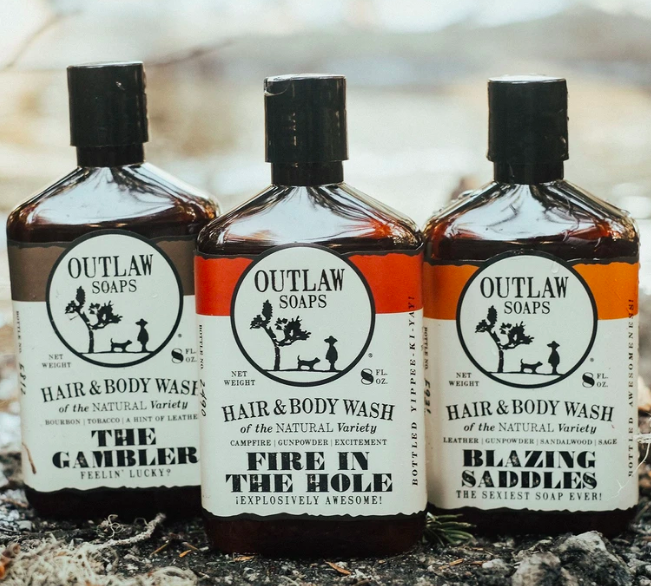 OUTLAW
SOAPS
NET
WEIGHT
8 FL.
OZ.
HAIR & BODY WASH
of the NATURAL Variety
BOURBON | TOBACCO | A HINT OF LEATHER
THE
GAMBLER
FEELIN' LUCKY?
OUTLAW
SOAPS
NET
WEIGHT
8 FL.
OZ.
HAIR & BODY WASH
of the NATURAL Variety
CAMPFIRE | GUNPOWDER | EXCITEMENT
FIRE IN
THE HOLE
¡EXPLOSIVELY AWESOME!
BOTTLED YIPPEE-KI-YAY!
OUTLAW
SOAPS
NET
WEIGHT
8 FL.
OZ.
HAIR & BODY WASH
of the NATURAL Variety
LEATHER | GUNPOWDER | SANDALWOOD | SAGE
BLAZING
SADDLES
THE SEXIEST SOAP EVER!
BOTTLED AWESOMENESS!